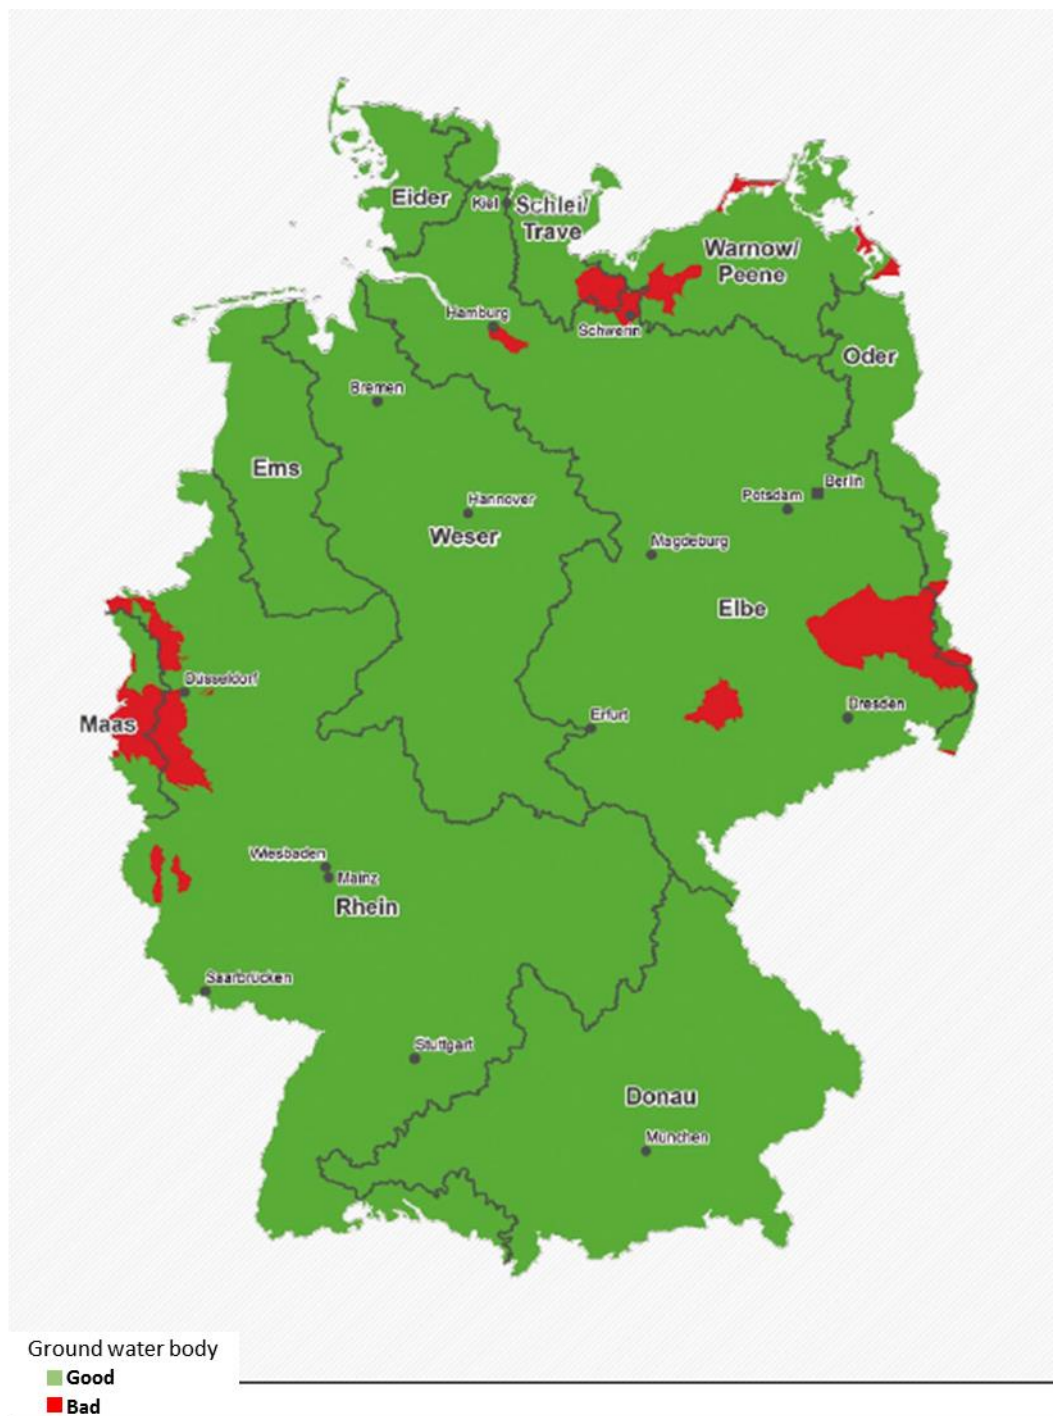 Eider
Kiel
Schlei/
Trave
Warnow/
Peene
Hamburg
Schwerin
Oder
Bremen
Ems
Berlin
Potsdam
Hannover
Weser
Magdeburg
Elbe
Düsseldorf
Dresden
Erfurt
Maas
Wiesbaden
Mainz
Rhein
Saarbrücken
Stuttgart
Donau
München
Ground water body
Good
Bad